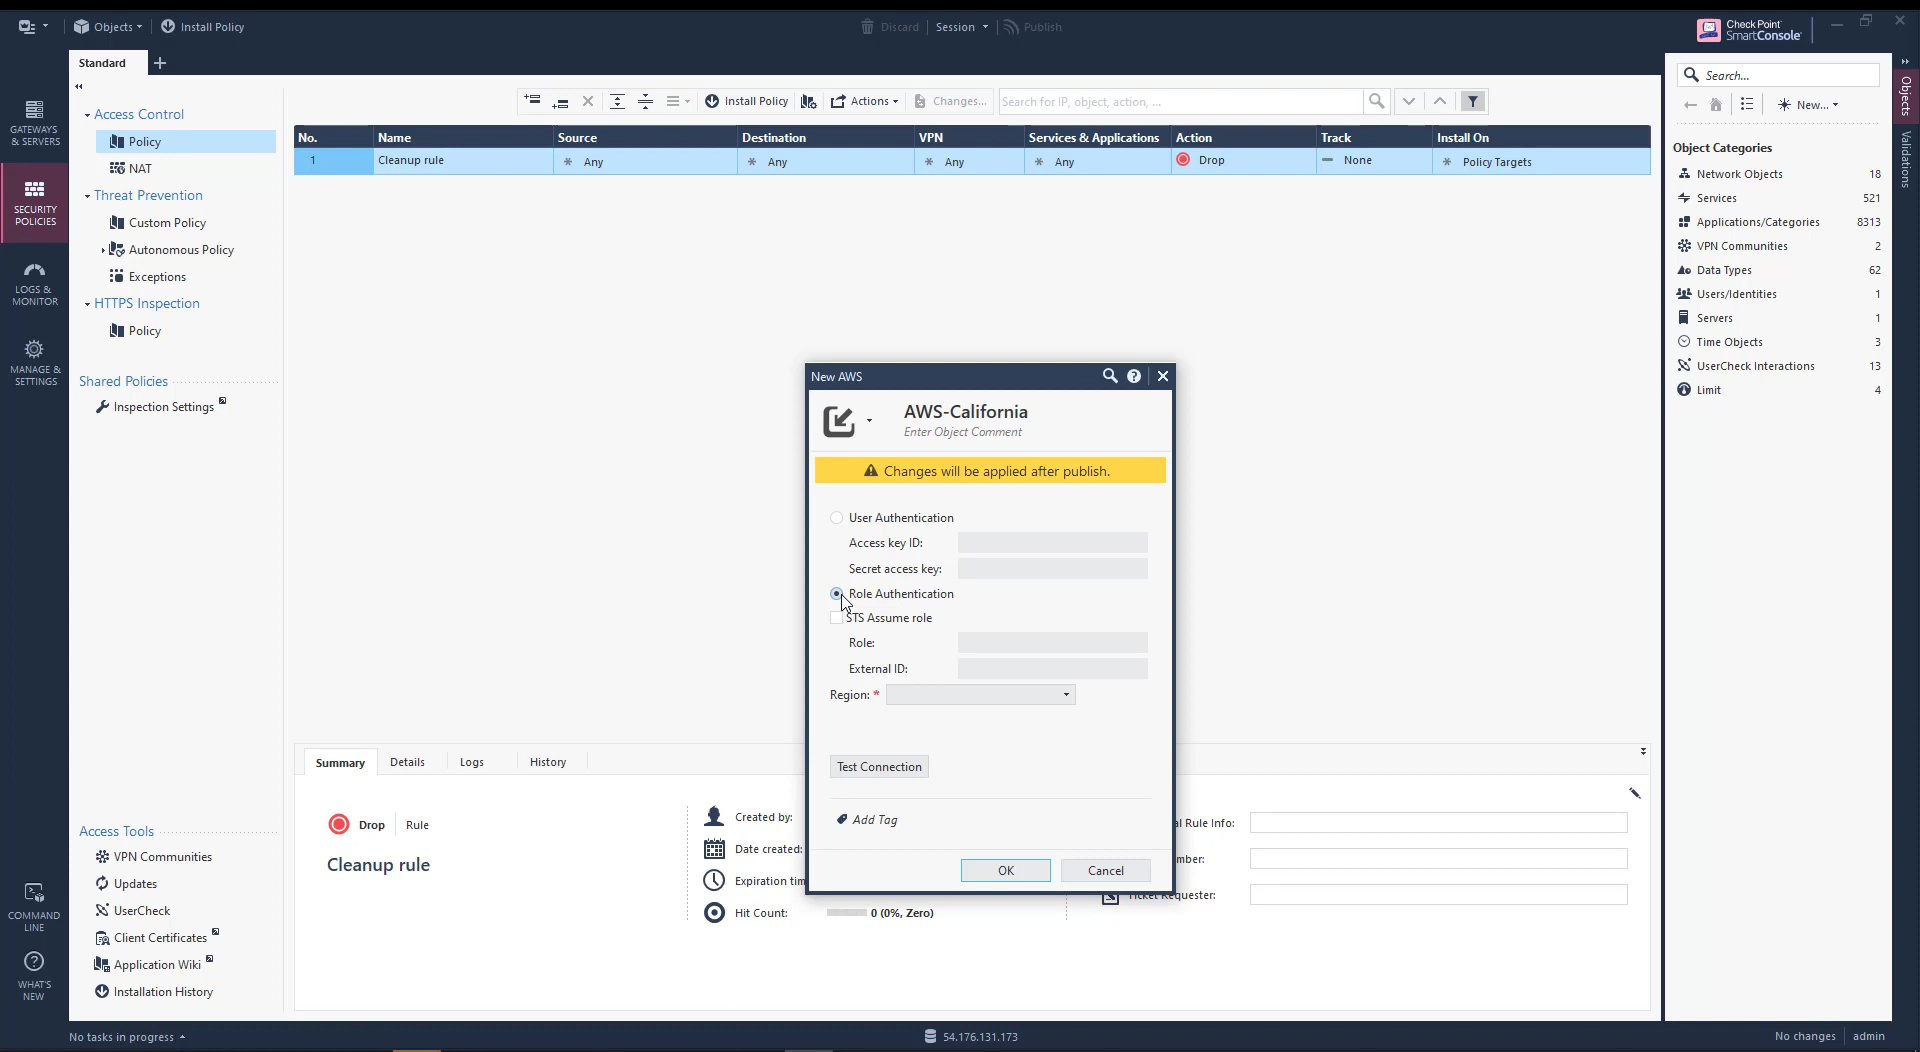 Objects
Install Policy
Discard
Session
Publish
Check Point
SmartConsole
Standard
GATEWAYS
& SERVERS
SECURITY
POLICIES
LOGS &
MONITOR
MANAGE &
SETTINGS
COMMAND
LINE
WHAT'S
NEW
Access Control
Policy
NAT
Threat Prevention
Custom Policy
Autonomous Policy
Exceptions
HTTPS Inspection
Policy
Shared Policies
Inspection Settings
Access Tools
VPN Communities
Updates
UserCheck
Client Certificates
Application Wiki
Installation History
Install Policy
Actions
Changes...
Search for IP, object, action, ...
No. Name Source Destination VPN Services & Applications Action Track Install On
1 Cleanup rule Any Any Any Any Drop None Policy Targets
New AWS
AWS-California
Enter Object Comment
Changes will be applied after publish.
User Authentication
Access key ID:
Secret access key:
Role Authentication
STS Assume role
Role:
External ID:
Region: *
Test Connection
Add Tag
OK Cancel
Summary Details Logs History
Drop Rule
Cleanup rule
Created by:
Date created:
Expiration tim
Hit Count: 0 (0%, Zero)
al Rule Info:
mber:
Ticket Requester:
Search...
New...
Object Categories
Network Objects 18
Services 521
Applications/Categories 8313
VPN Communities 2
Data Types 62
Users/Identities 1
Servers 1
Time Objects 3
UserCheck Interactions 13
Limit 4
Objects
Validations
No tasks in progress
54.176.131.173
No changes
admin